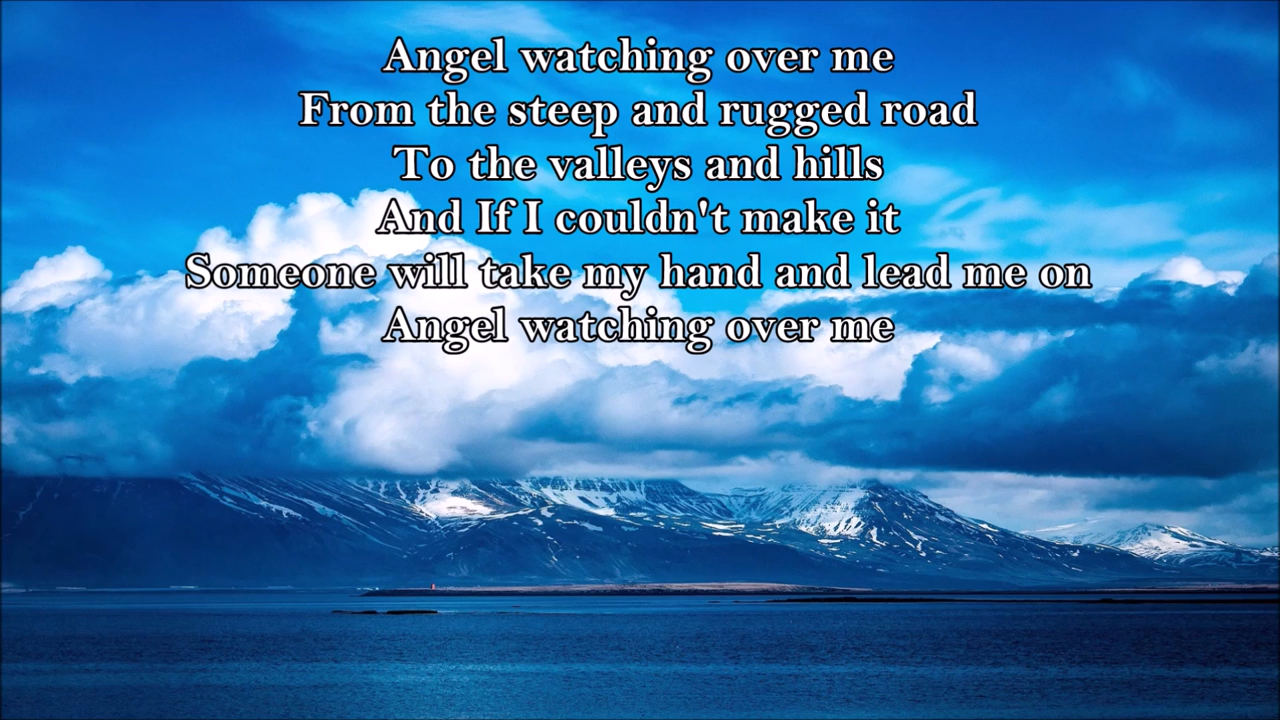 Angel watching over me
From the steep and rugged road
To the valleys and hills
And If I couldn't make it
Someone will take my hand and lead me on
Angel watching over me